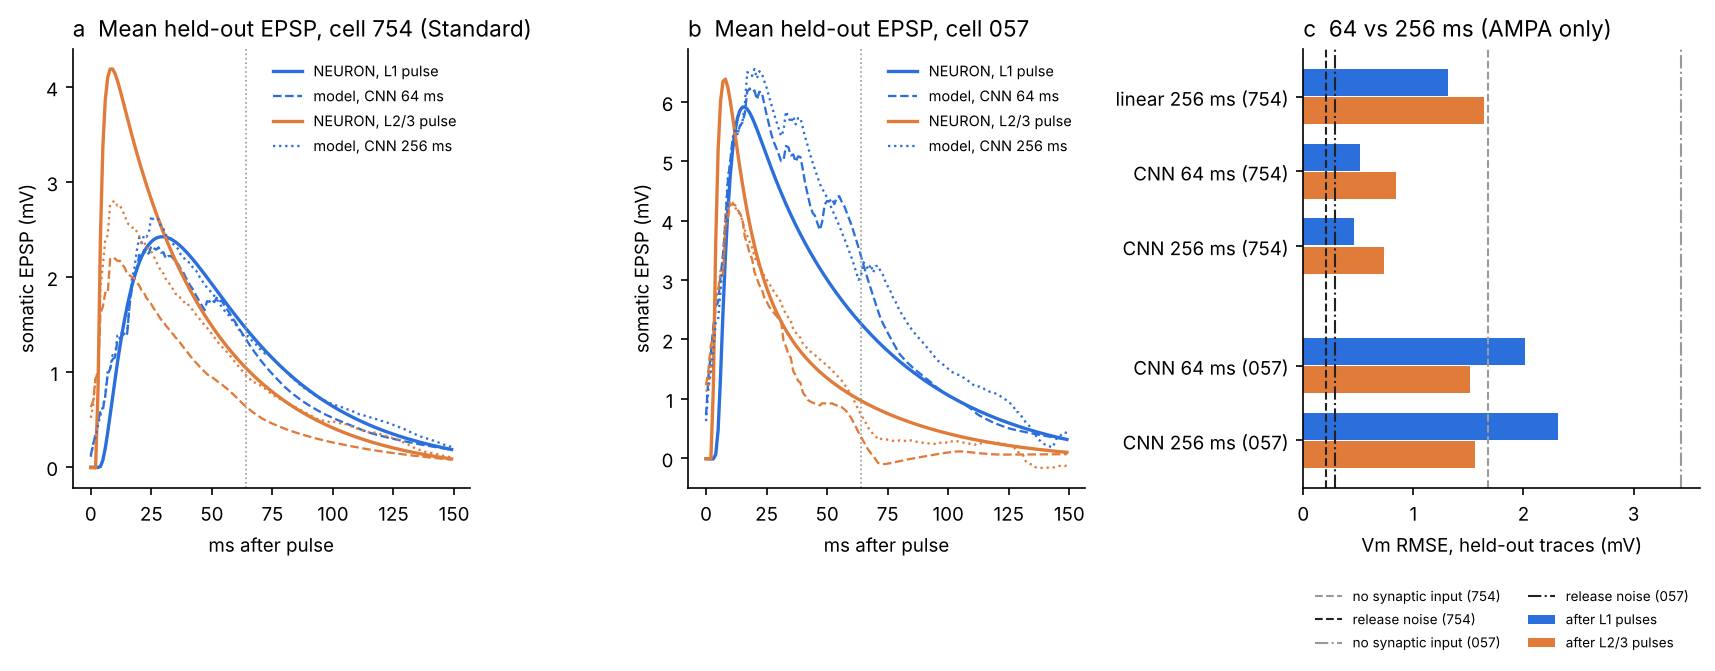 a Mean held-out EPSP, cell 754 (Standard)
NEURON, L1 pulse
model, CNN 64 ms
NEURON, L2/3 pulse
model, CNN 256 ms
somatic EPSP (mV)
4
3
2
1
0
0 25 50 75 100 125 150
ms after pulse
b Mean held-out EPSP, cell 057
NEURON, L1 pulse
model, CNN 64 ms
NEURON, L2/3 pulse
model, CNN 256 ms
somatic EPSP (mV)
6
5
4
3
2
1
0
0 25 50 75 100 125 150
ms after pulse
c 64 vs 256 ms (AMPA only)
linear 256 ms (754)
CNN 64 ms (754)
CNN 256 ms (754)
CNN 64 ms (057)
CNN 256 ms (057)
0 1 2 3
Vm RMSE, held-out traces (mV)
no synaptic input (754)
release noise (754)
no synaptic input (057)
release noise (057)
after L1 pulses
after L2/3 pulses